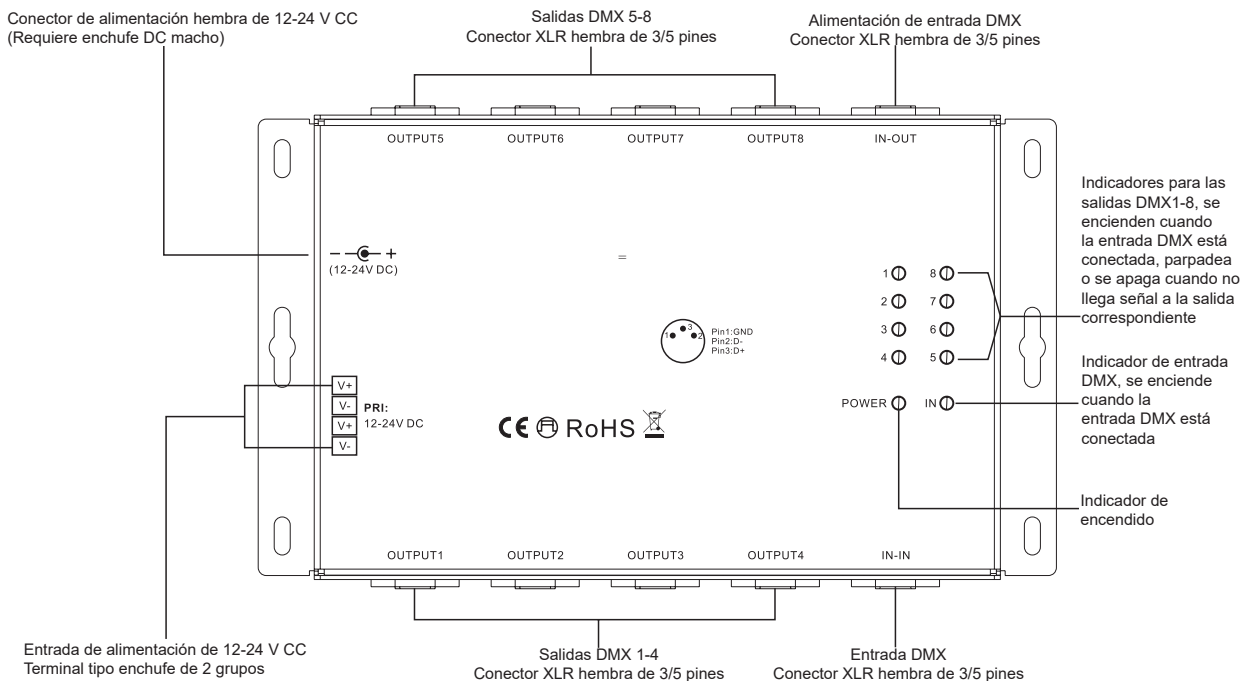 Conector de alimentación hembra de 12-24 V CC
(Requiere enchufe DC macho)
Salidas DMX 5-8
Conector XLR hembra de 3/5 pines
Alimentación de entrada DMX
Conector XLR hembra de 3/5 pines
OUTPUT5
OUTPUT6
OUTPUT7
OUTPUT8
IN-OUT
Indicadores para las
salidas DMX1-8, se
encienden cuando
la entrada DMX está
conectada, parpadea
o se apaga cuando no
llega señal a la salida
correspondiente
- +
(12-24V DC)
=
1 8
2 7
3 6
4 5
1 3 2
Pin1:GND
Pin2:D-
Pin3:D+
Indicador de entrada
DMX, se enciende
cuando la
entrada DMX está
conectada
POWER IN
V+
V-
V+
V-
PRI:
12-24V DC
CE RoHS
Indicador de
encendido
OUTPUT1
OUTPUT2
OUTPUT3
OUTPUT4
IN-IN
Entrada de alimentación de 12-24 V CC
Terminal tipo enchufe de 2 grupos
Salidas DMX 1-4
Conector XLR hembra de 3/5 pines
Entrada DMX
Conector XLR hembra de 3/5 pines